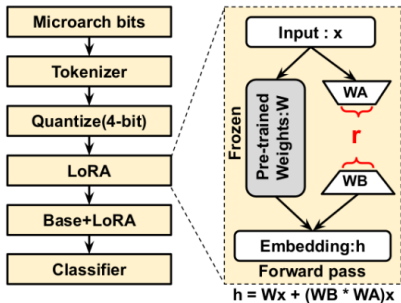 Microarch bits
Tokenizer
Quantize(4-bit)
LoRA
Base+LoRA
Classifier
Input : x
Frozen
Pre-trained
Weights:W
WA
r
WB
Embedding:h
Forward pass
h = Wx + (WB * WA)x